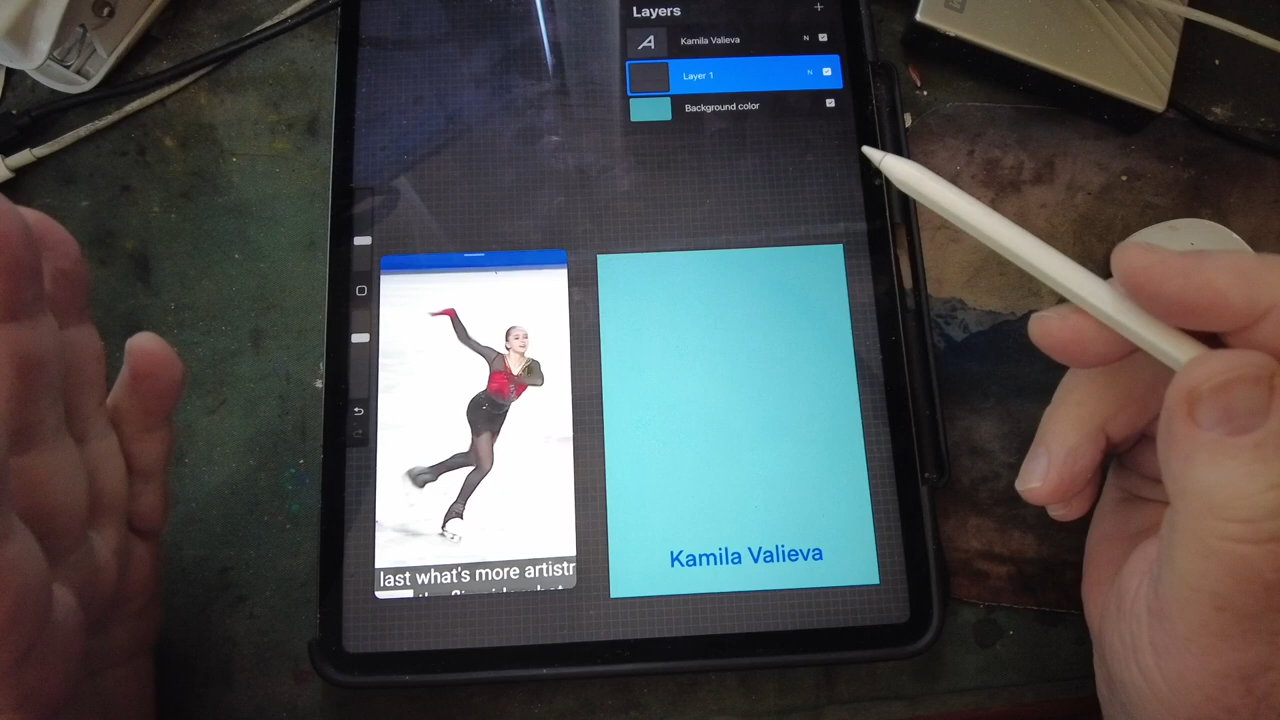 Layers
Kamila Valieva N
Layer 1 N
Background color
last what's more artistr
Kamila Valieva